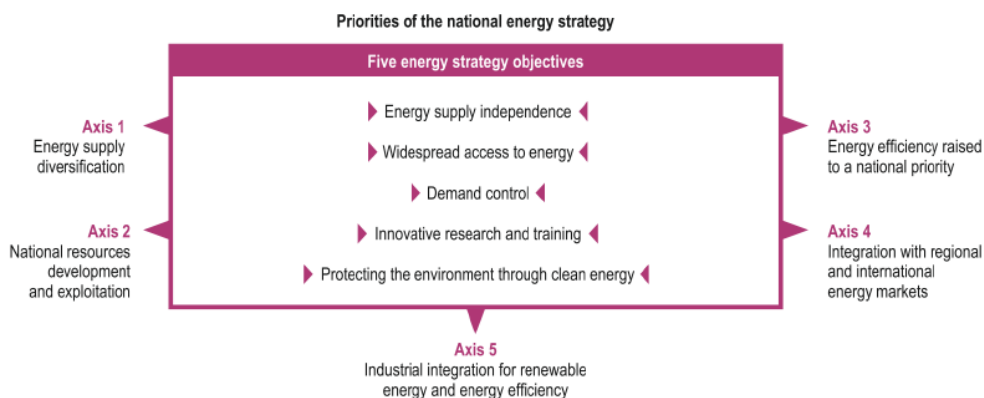 Priorities of the national energy strategy
Five energy strategy objectives
Energy supply independence
Widespread access to energy
Demand control
Innovative research and training
Protecting the environment through clean energy
Axis 1
Energy supply
diversification
Axis 2
National resources
development
and exploitation
Axis 3
Energy efficiency raised
to a national priority
Axis 4
Integration with regional
and international
energy markets
Axis 5
Industrial integration for renewable
energy and energy efficiency